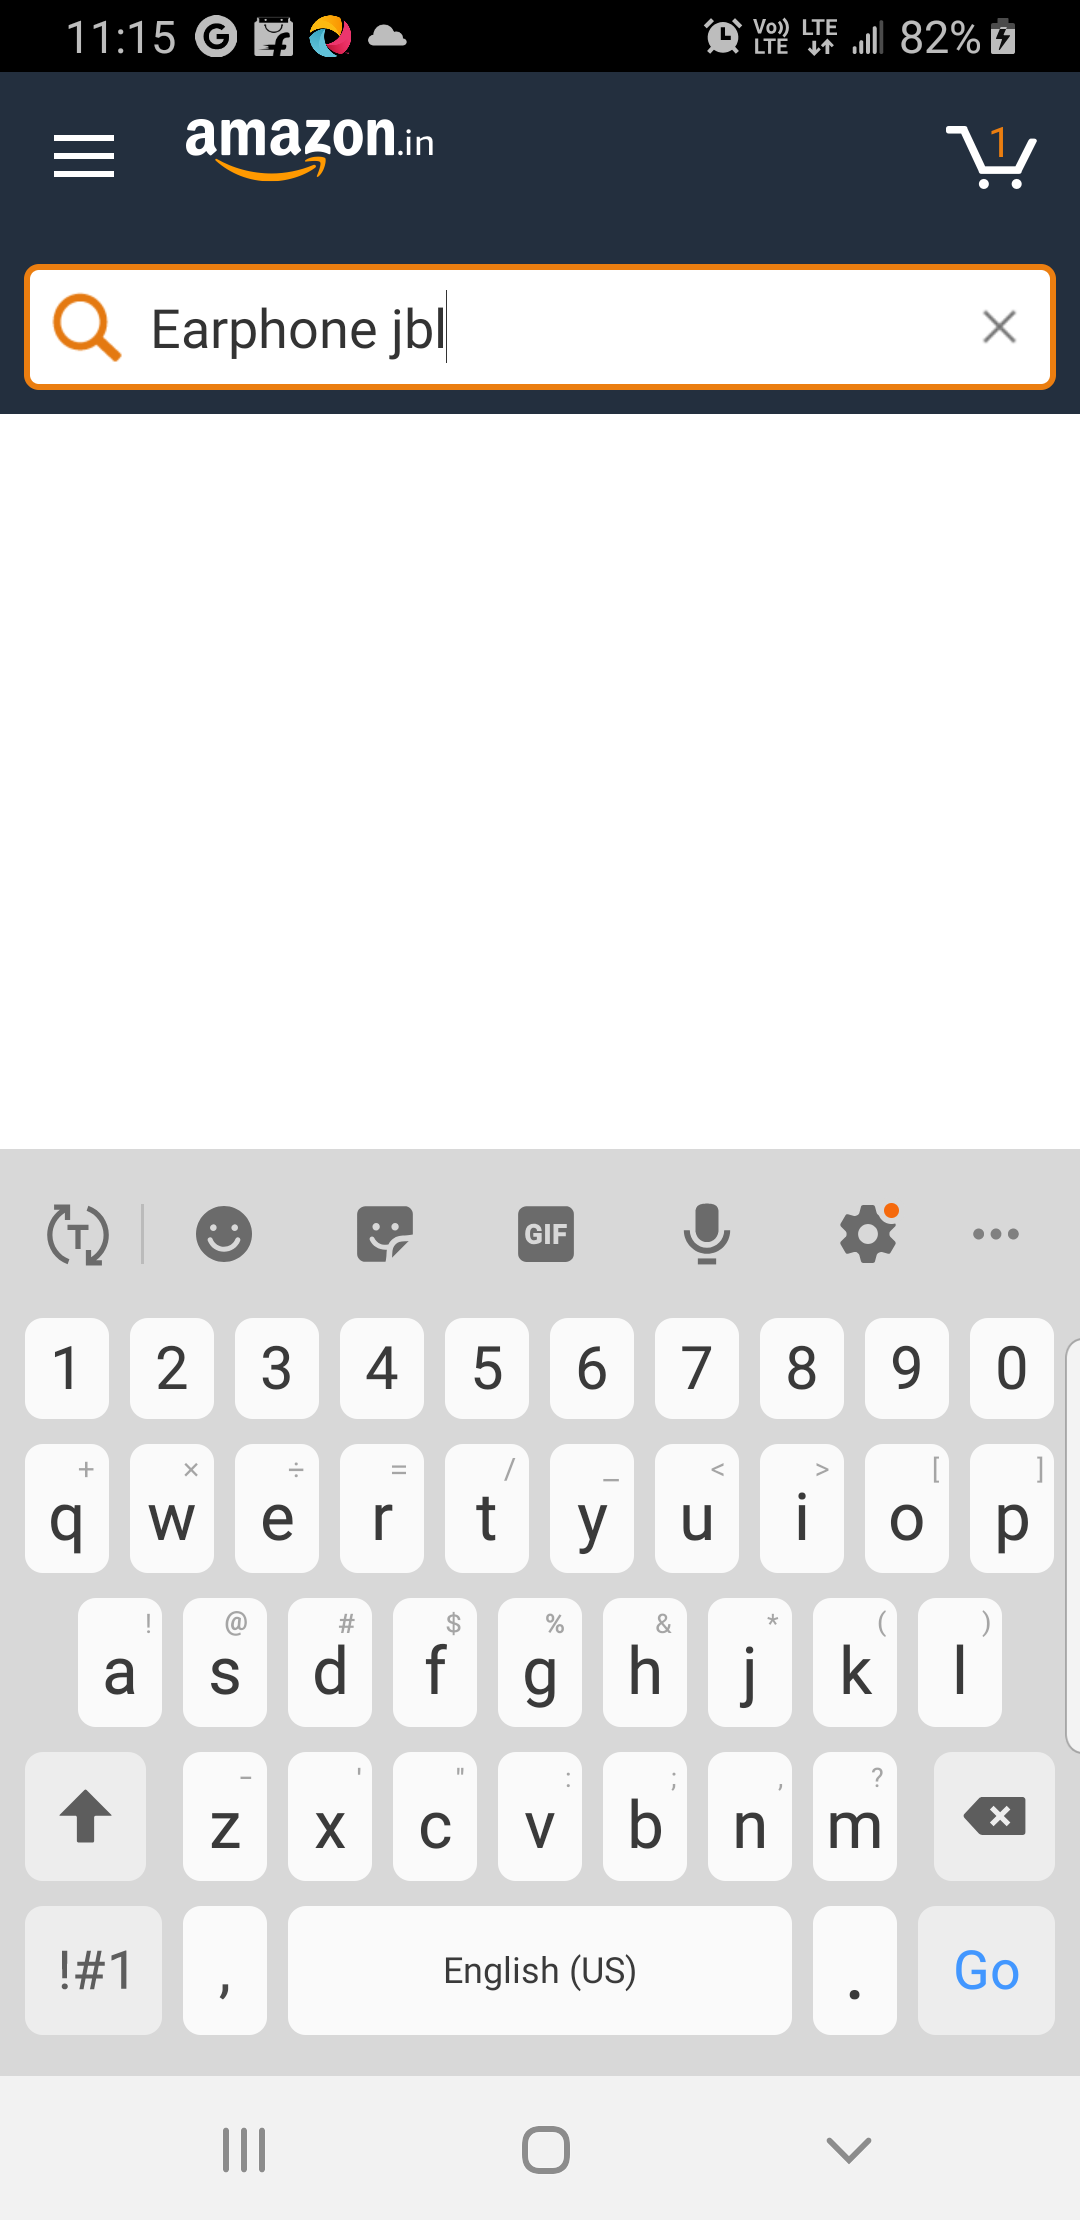 11:15 G Vo)) LTE LTE 82%
amazon.in 1
Earphone jbl
T GIF
1 2 3 4 5 6 7 8 9 0
+ × ÷ = / _ < > [ ]
q w e r t y u i o p
! @ # $ % & * ( )
a s d f g h j k l
- ' " : ; , ?
z x c v b n m
!#1 , English (US) . Go